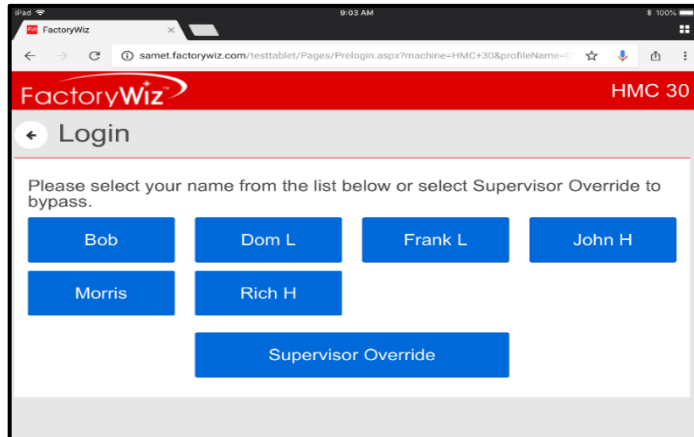 iPad 9:03 AM 100%
FW FactoryWiz
samet.factorywiz.com/testtablet/Pages/Prelogin.aspx?machine=HMC+30&profileName=
FactoryWiz™ HMC 30
Login
Please select your name from the list below or select Supervisor Override to
bypass.
Bob Dom L Frank L John H
Morris Rich H
Supervisor Override